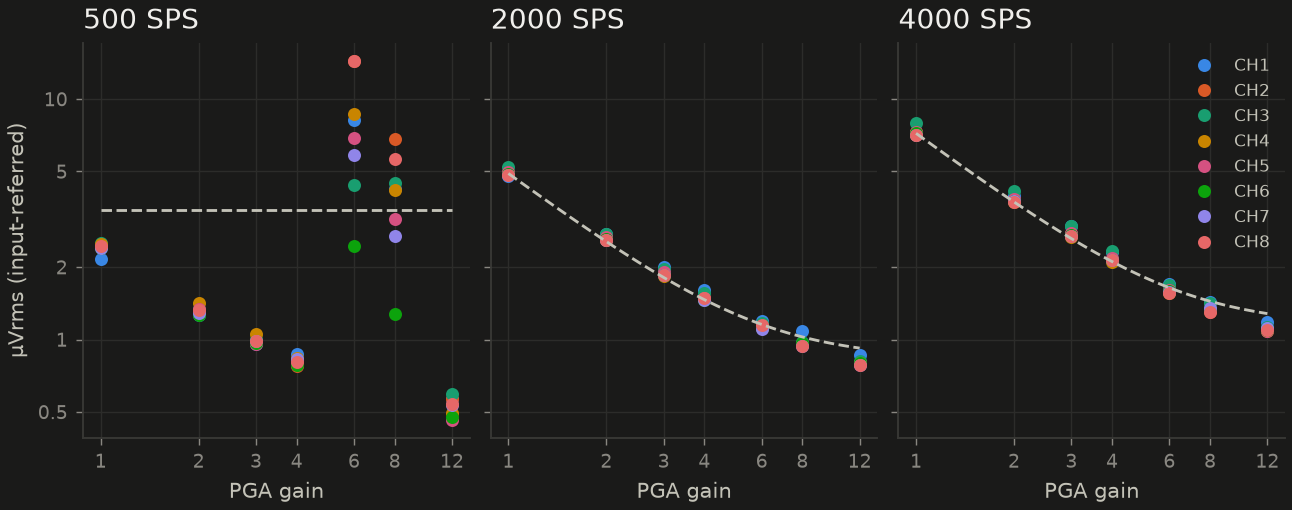 500 SPS
2000 SPS
4000 SPS
µVrms (input-referred)
10
5
2
1
0.5
1 2 3 4 6 8 12
PGA gain
1 2 3 4 6 8 12
PGA gain
1 2 3 4 6 8 12
PGA gain
CH1
CH2
CH3
CH4
CH5
CH6
CH7
CH8